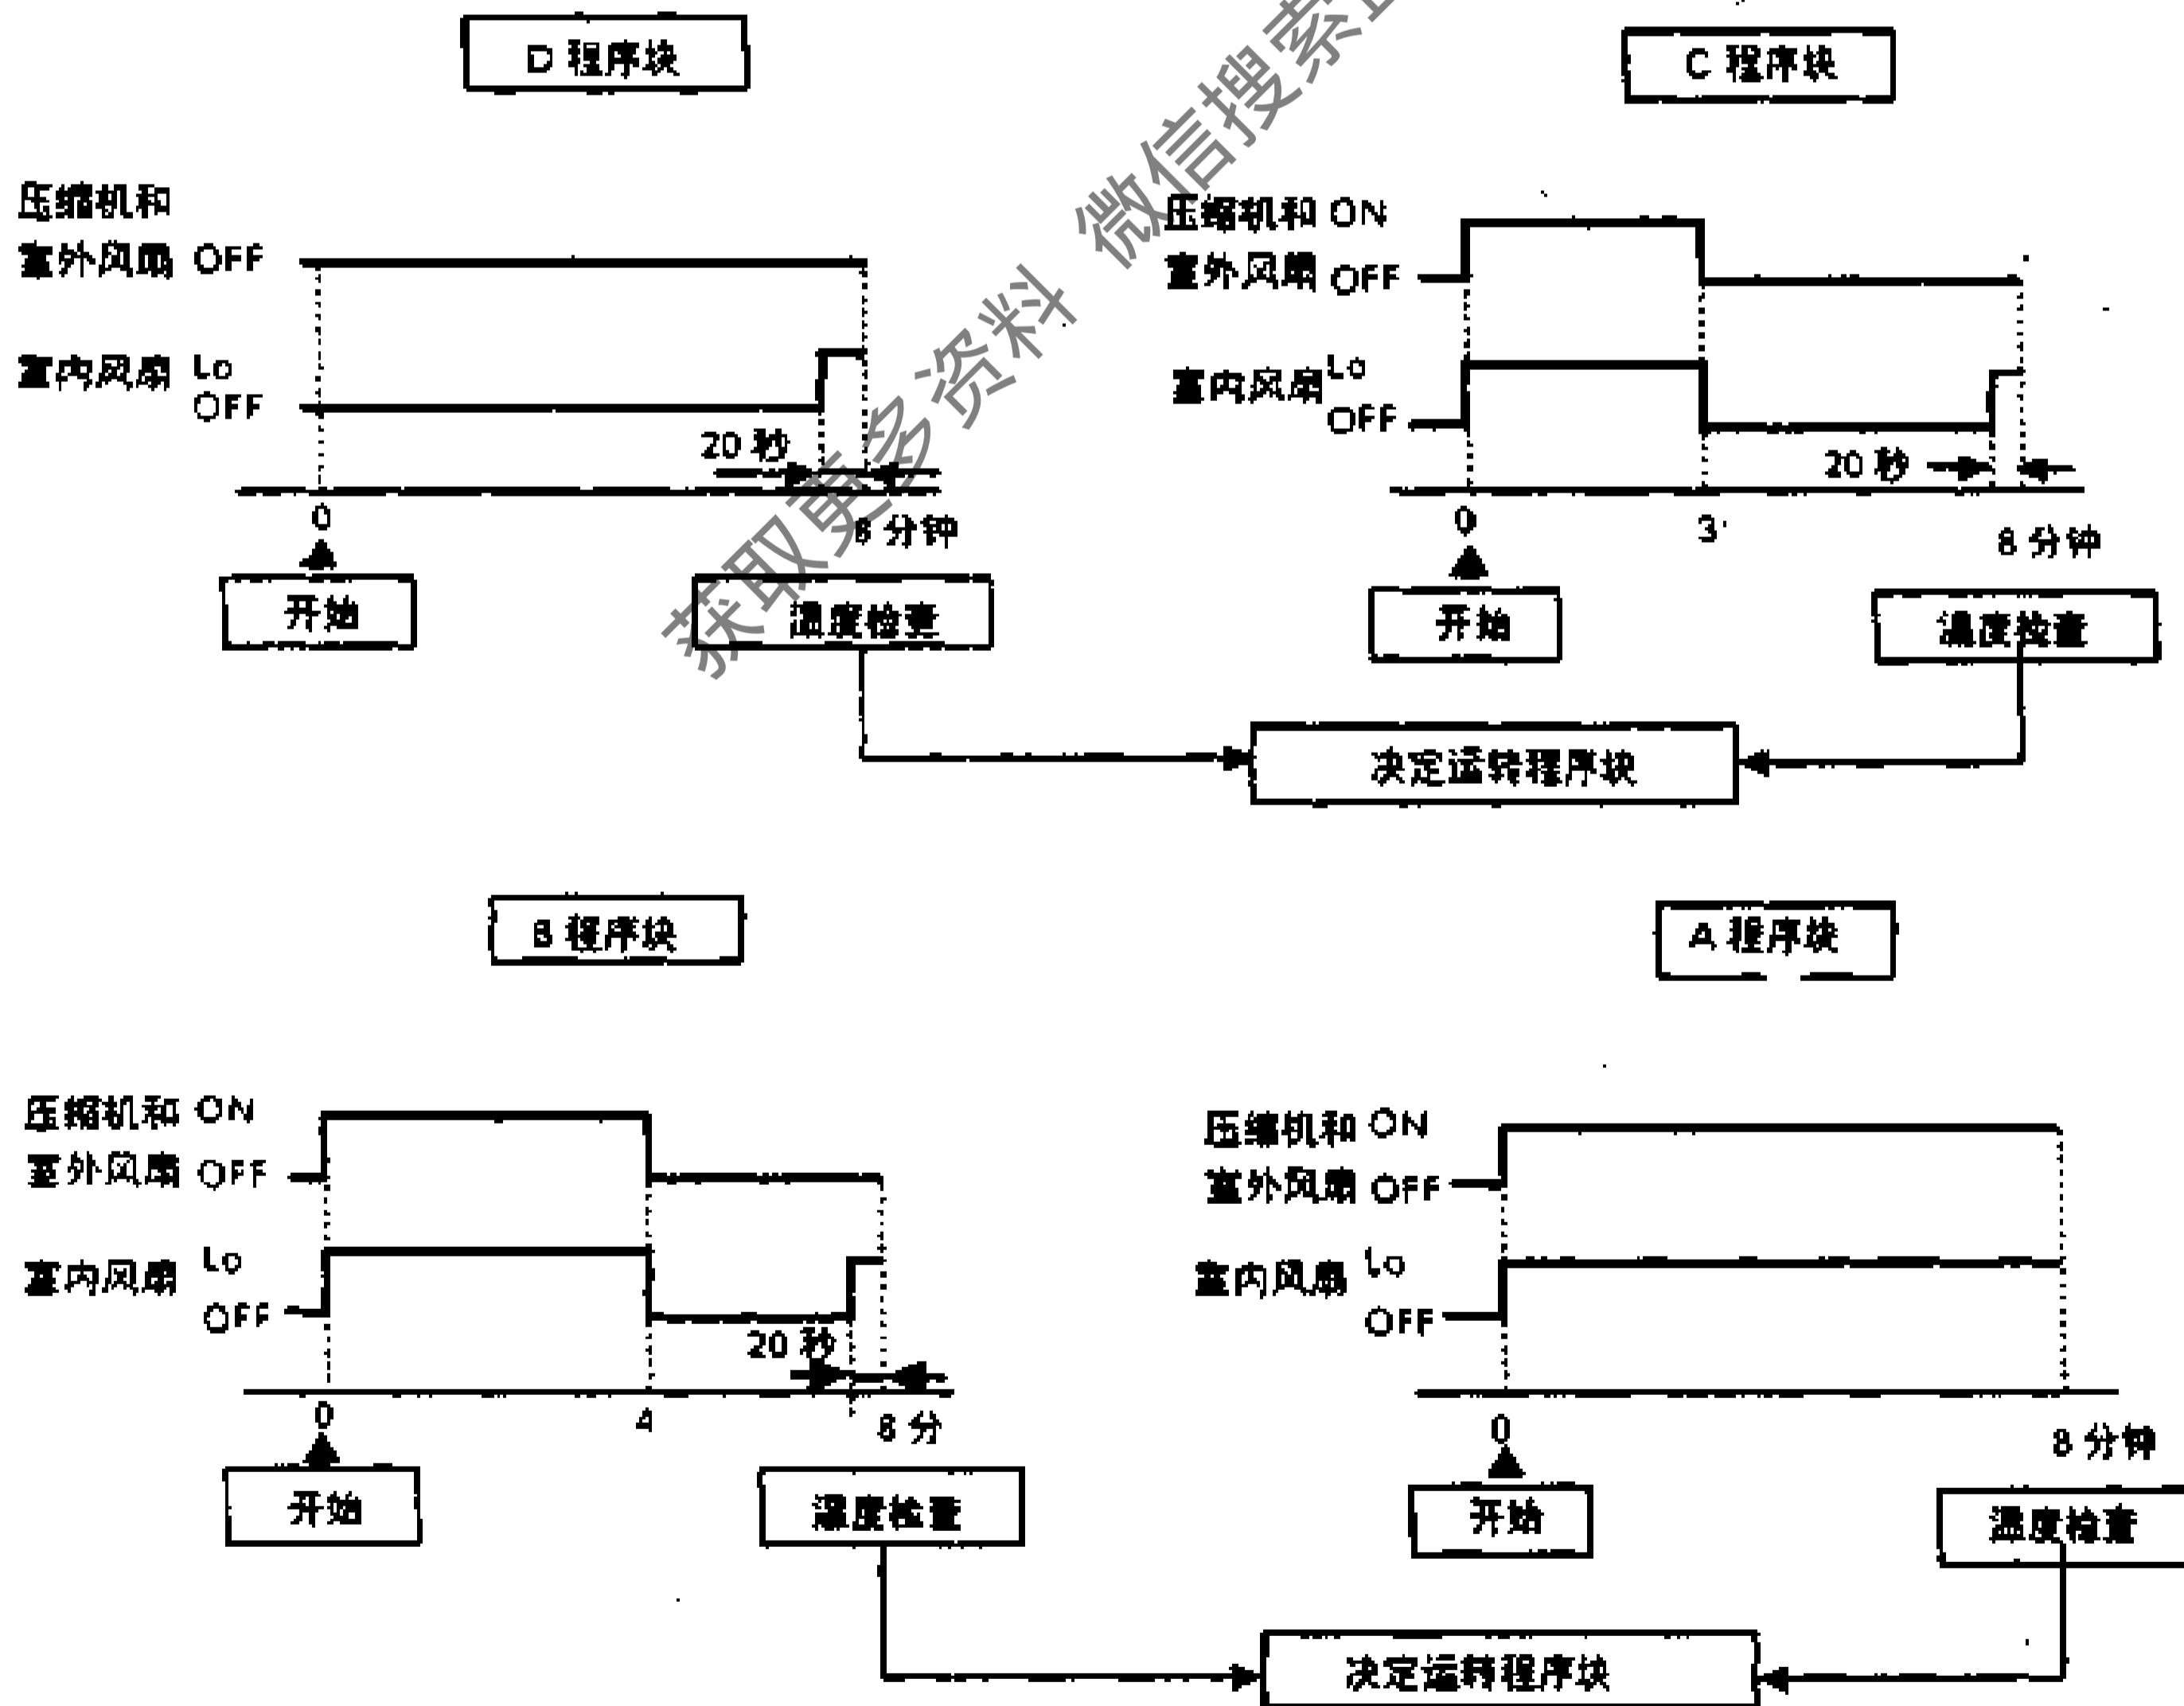 D 程序块
压缩机和
室外风扇 OFF
室内风扇 Lo
OFF
20 秒
0
8 分钟
开始
温度检查
C 程序块
压缩机和 ON
室外风扇 OFF
室内风扇 Lo
OFF
20 秒
0
3
8 分钟
开始
温度检查
决定运转程序块
B 程序块
压缩机和 ON
室外风扇 OFF
室内风扇 Lo
OFF
20 秒
0
4
8 分
开始
温度检查
A 程序块
压缩机和 ON
室外风扇 OFF
室内风扇 Lo
OFF
0
8 分钟
开始
温度检查
决定运转程序块
获取更多资料 微信搜索